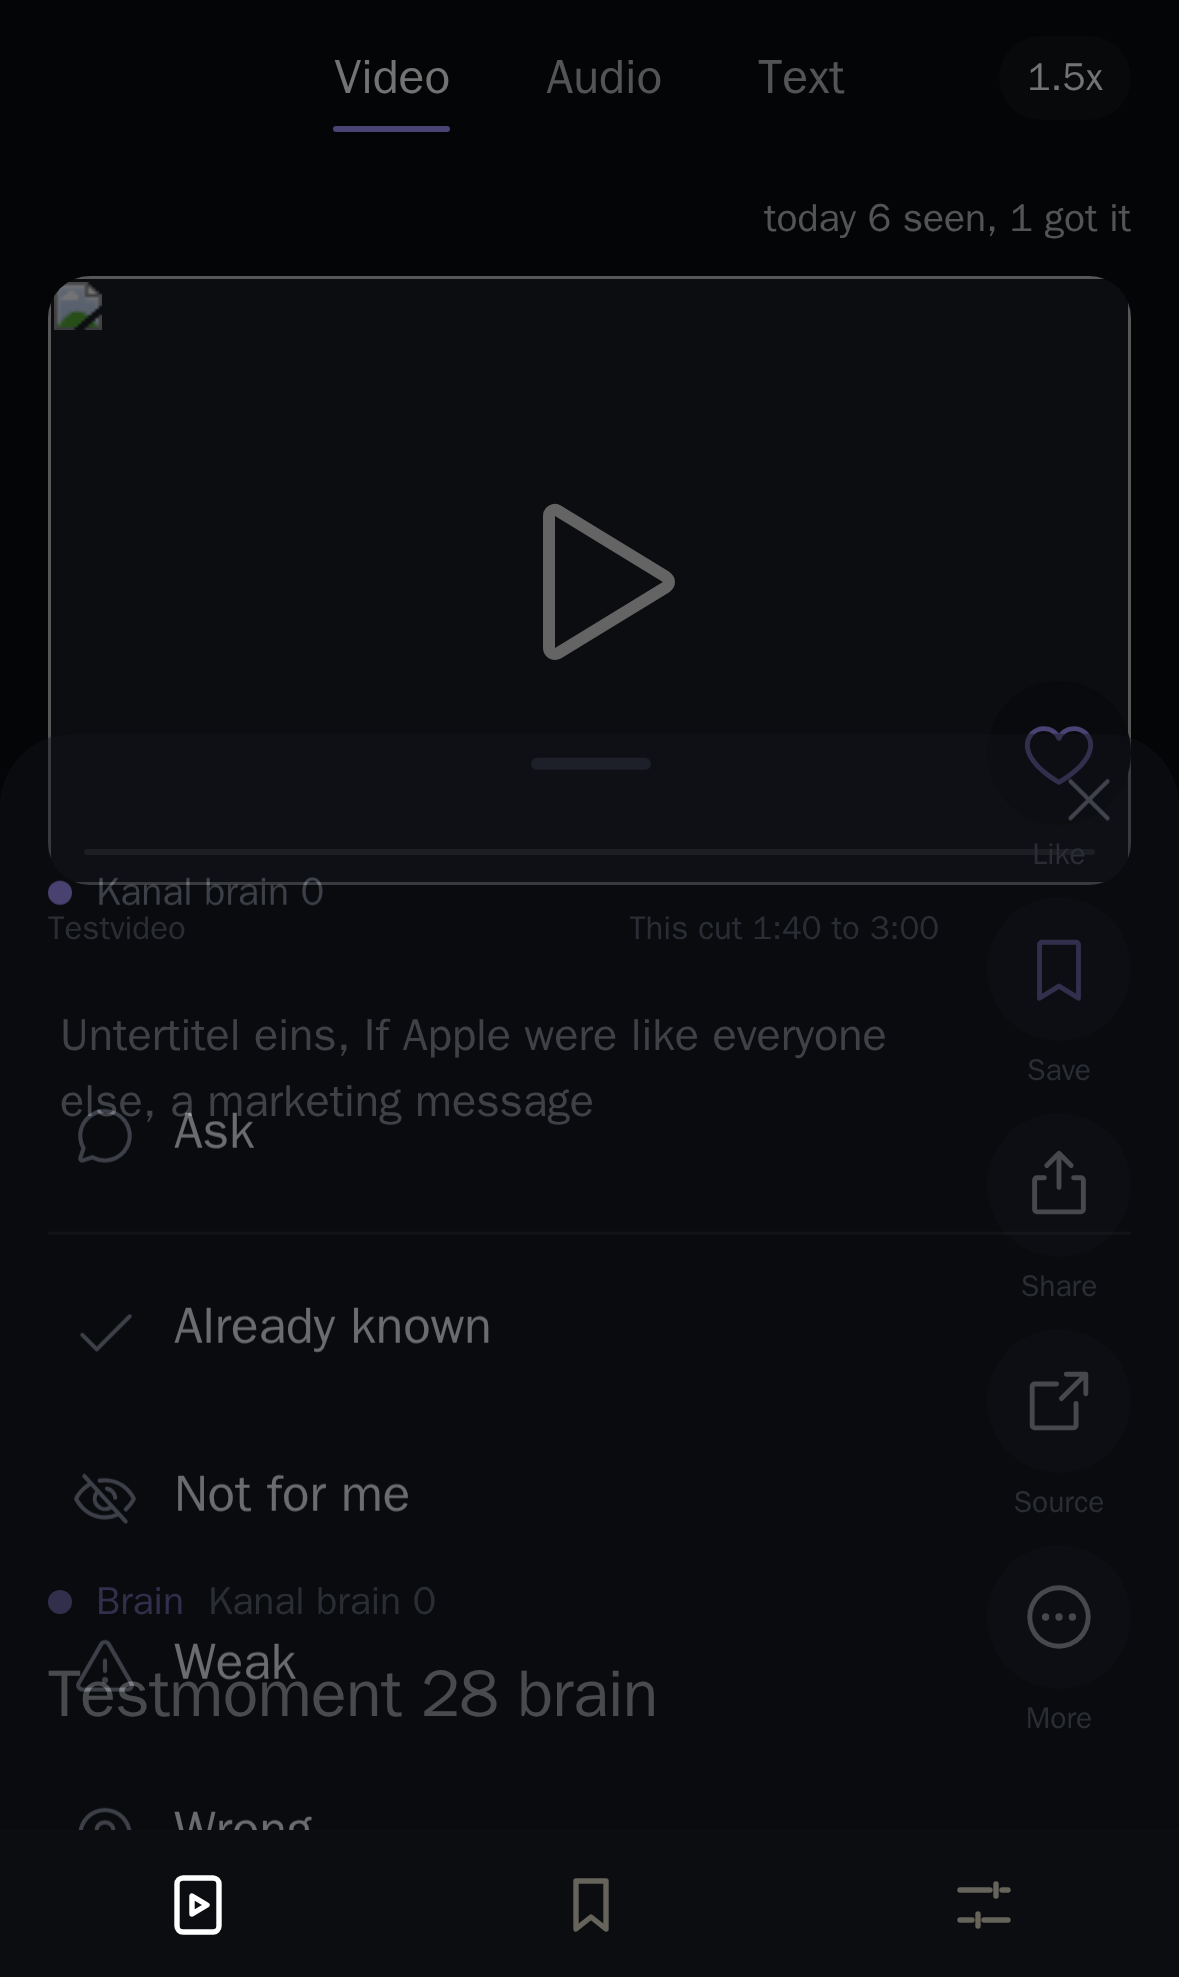 Video Audio Text 1.5x
today 6 seen, 1 got it
Like
Kanal brain 0
Testvideo This cut 1:40 to 3:00
Untertitel eins, If Apple were like everyone
else, a marketing message
Save
Ask
Share
Already known
Not for me
Source
Brain Kanal brain 0
Weak
Testmoment 28 brain
More
Wrong